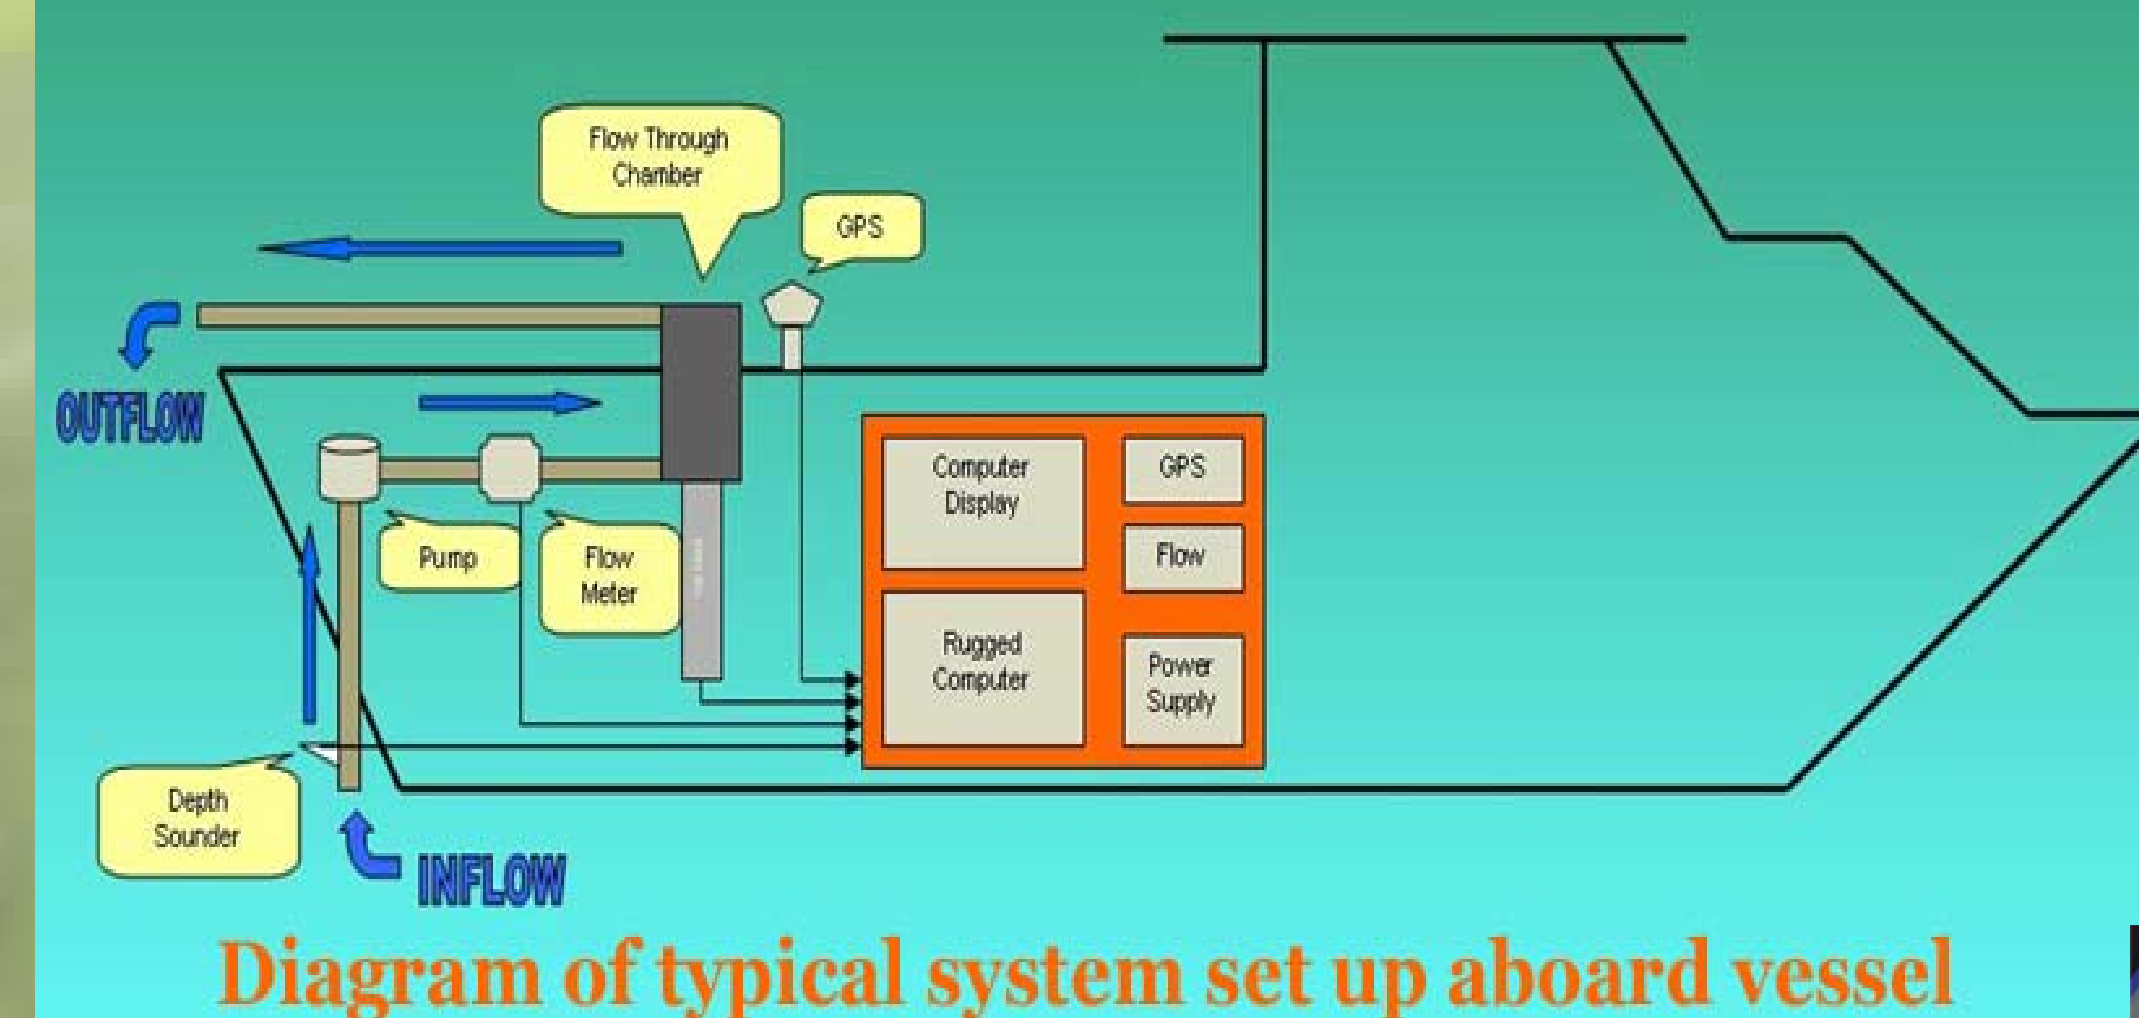 Flow Through
Chamber
GPS
OUTFLOW
Computer
Display
GPS
Pump
Flow
Meter
Flow
Rugged
Computer
Power
Supply
Depth
Sounder
INFLOW
Diagram of typical system set up aboard vessel